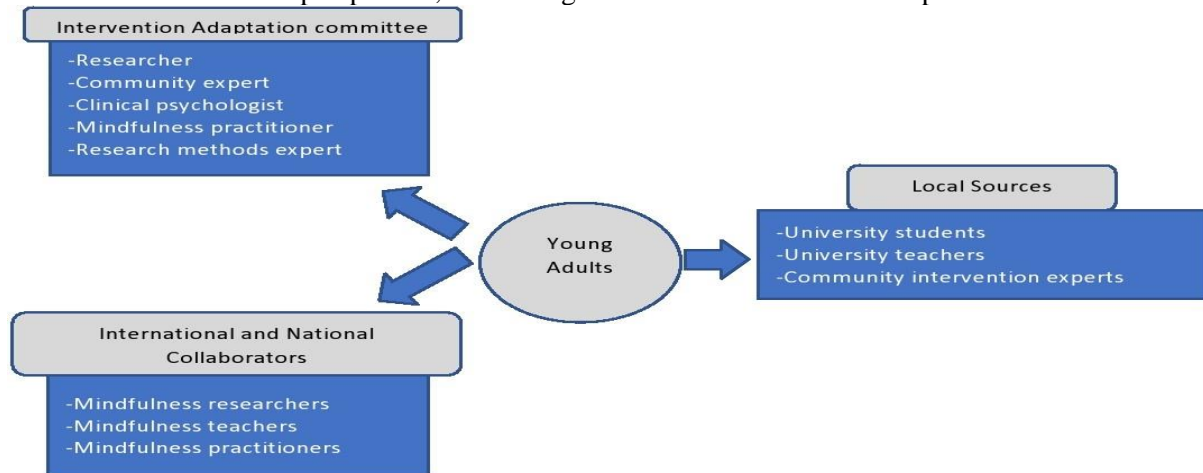 Intervention Adaptation committee
-Researcher
-Community expert
-Clinical psychologist
-Mindfulness practitioner
-Research methods expert
Young
Adults
Local Sources
-University students
-University teachers
-Community intervention experts
International and National
Collaborators
-Mindfulness researchers
-Mindfulness teachers
-Mindfulness practitioners